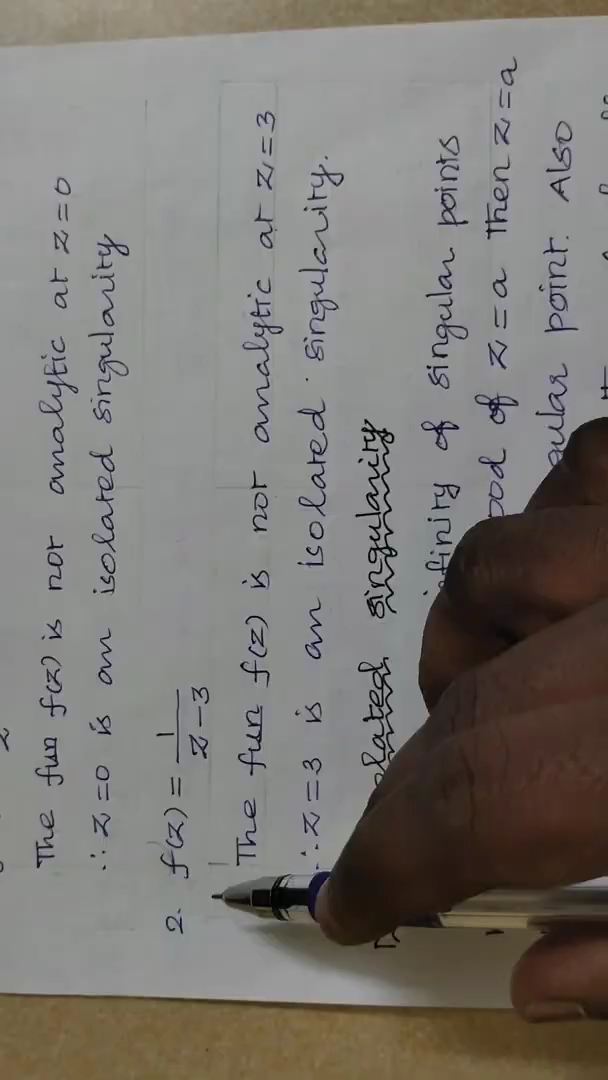 The fun f(z) is not analytic at z=0
∴ z=0 is an isolated singularity
2. f(z) = 1/(z-3)
The fun f(z) is not analytic at z=3
∴ z=3 is an isolated singularity.
singularity
of singular points
of z=a then z=a
point. Also